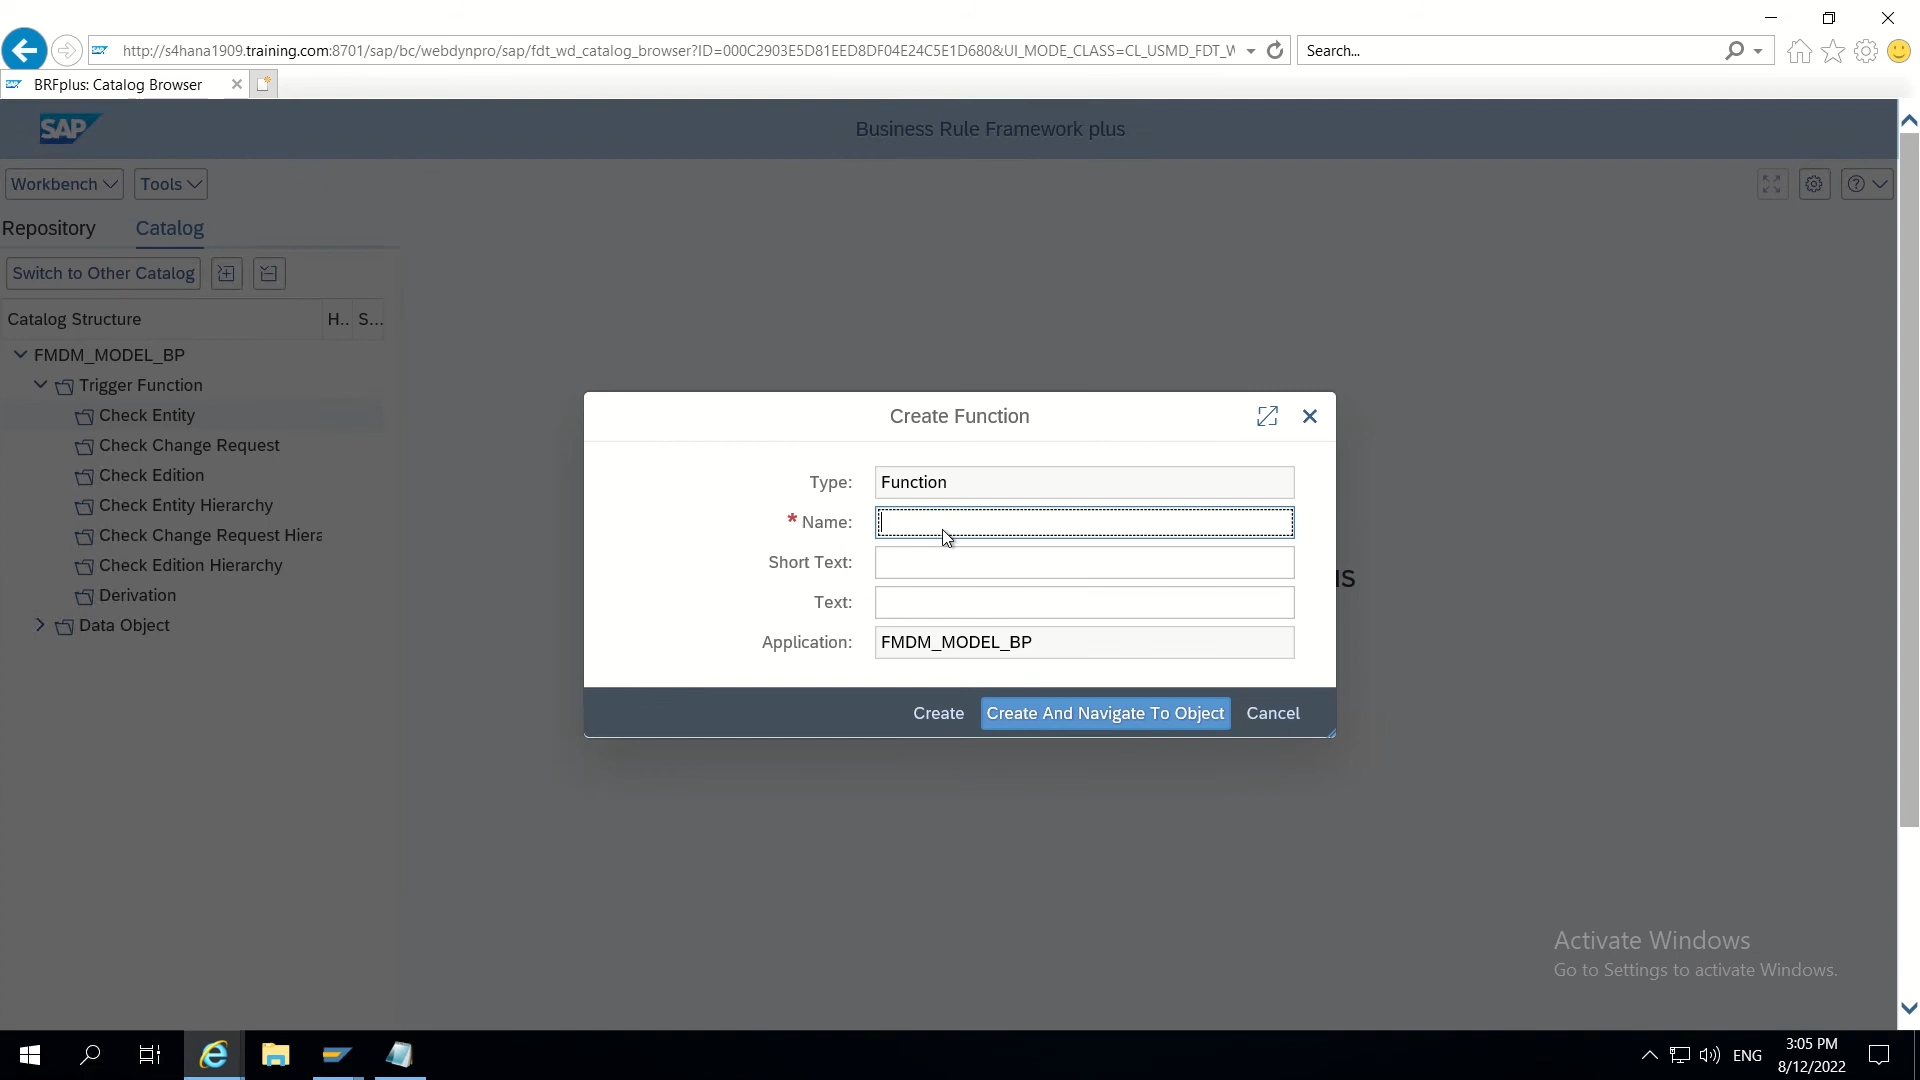 http://s4hana1909.training.com:8701/sap/bc/webdynpro/sap/fdt_wd_catalog_browser?ID=000C2903E5D81EED8DF04E24C5E1D680&UI_MODE_CLASS=CL_USMD_FDT_W
Search...
BRFplus: Catalog Browser
SAP
Business Rule Framework plus
Workbench
Tools
Repository
Catalog
Switch to Other Catalog
Catalog Structure
H..
S...
FMDM_MODEL_BP
Trigger Function
Check Entity
Check Change Request
Check Edition
Check Entity Hierarchy
Check Change Request Hiera
Check Edition Hierarchy
Derivation
Data Object
Create Function
Type: Function
* Name:
Short Text:
Text:
Application: FMDM_MODEL_BP
Create
Create And Navigate To Object
Cancel
us
Activate Windows
Go to Settings to activate Windows.
ENG
3:05 PM
8/12/2022